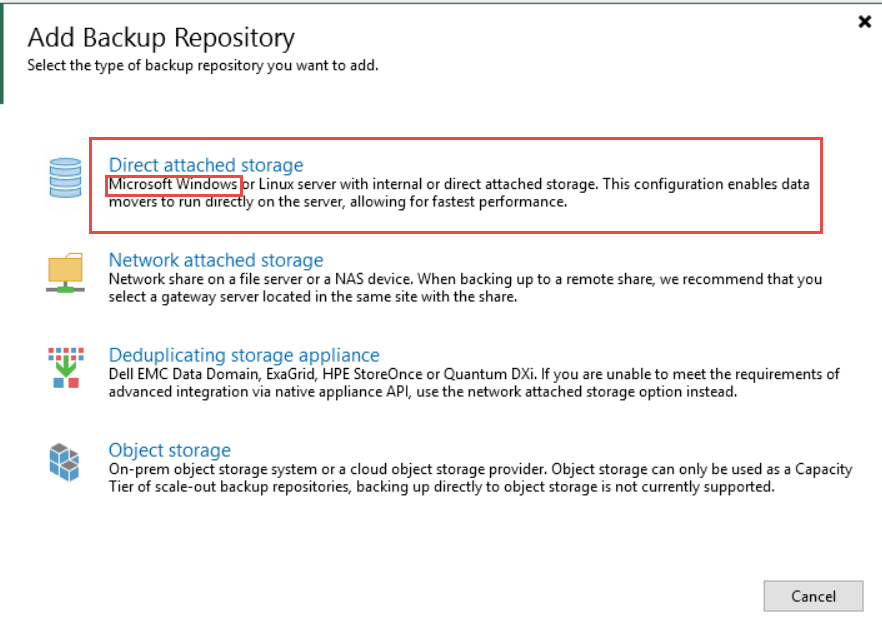 Add Backup Repository
Select the type of backup repository you want to add.
Direct attached storage
Microsoft Windows or Linux server with internal or direct attached storage. This configuration enables data
movers to run directly on the server, allowing for fastest performance.
Network attached storage
Network share on a file server or a NAS device. When backing up to a remote share, we recommend that you
select a gateway server located in the same site with the share.
Deduplicating storage appliance
Dell EMC Data Domain, ExaGrid, HPE StoreOnce or Quantum DXi. If you are unable to meet the requirements of
advanced integration via native appliance API, use the network attached storage option instead.
Object storage
On-prem object storage system or a cloud object storage provider. Object storage can only be used as a Capacity
Tier of scale-out backup repositories, backing up directly to object storage is not currently supported.
Cancel